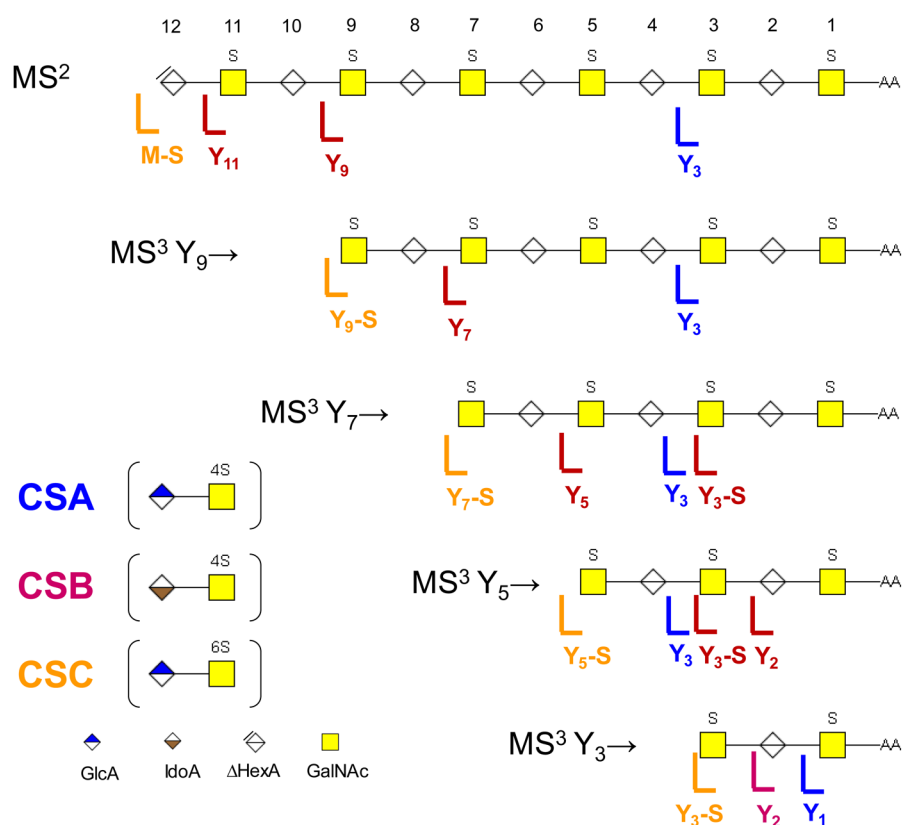 12 11 10 9 8 7 6 5 4 3 2 1
S S S S S S
MS² AA
M-S Y₁₁ Y₉ Y₃
S S S S S
MS³ Y₉→ AA
Y₉-S Y₇ Y₃
S S S S
MS³ Y₇→ AA
Y₇-S Y₅ Y₃ Y₃-S
CSA 4S
S S S
MS³ Y₅→ AA
CSB 4S
Y₅-S Y₃ Y₃-S Y₂
CSC 6S
S S
MS³ Y₃→ AA
GlcA IdoA ΔHexA GalNAc
Y₃-S Y₂ Y₁